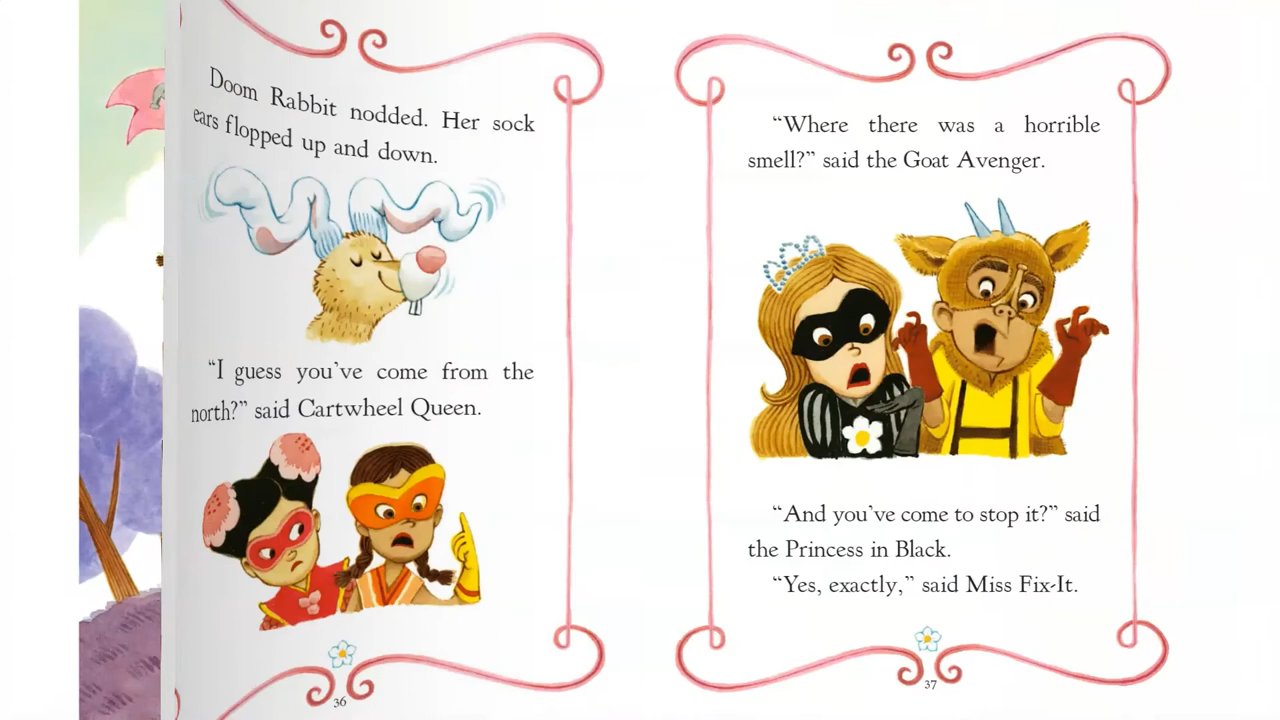 Doom Rabbit nodded. Her sock
ears flopped up and down.
“I guess you’ve come from the
north?” said Cartwheel Queen.
36
“Where there was a horrible
smell?” said the Goat Avenger.
“And you’ve come to stop it?” said
the Princess in Black.
“Yes, exactly,” said Miss Fix-It.
37